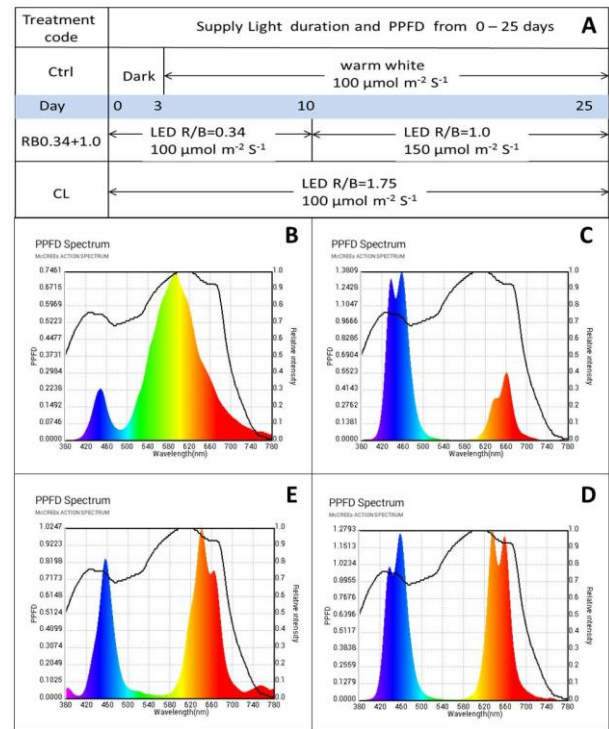 Treatment code
Supply Light duration and PPFD from 0 – 25 days
A
Ctrl
Dark
warm white
100 µmol m-2 S-1
Day 0 3 10 25
RB0.34+1.0
LED R/B=0.34
100 µmol m-2 S-1
LED R/B=1.0
150 µmol m-2 S-1
CL
LED R/B=1.75
100 µmol m-2 S-1
B
PPFD Spectrum
McCREEs ACTION SPECTRUM
PPFD
0.7461
0.6715
0.5969
0.5223
0.4477
0.3731
0.2984
0.2238
0.1492
0.0746
0.0000
1.0
0.9
0.8
0.7
0.6
0.5
0.4
0.3
0.2
0.1
0.0
Relative intensity
380 460 540 620 700 780
420 500 580 660 740
Wavelength(nm)
C
PPFD Spectrum
McCREEs ACTION SPECTRUM
PPFD
1.3809
1.2428
1.1047
0.9666
0.8286
0.6904
0.5523
0.4143
0.2762
0.1381
0.0000
1.0
0.9
0.8
0.7
0.6
0.5
0.4
0.3
0.2
0.1
0.0
Relative intensity
380 420 460 500 540 580 620 660 700 740 780
Wavelength(nm)
E
PPFD Spectrum
McCREEs ACTION SPECTRUM
PPFD
1.0247
0.9223
0.8198
0.7173
0.6148
0.5124
0.4099
0.3074
0.2049
0.1025
0.0000
1.0
0.9
0.8
0.7
0.6
0.5
0.4
0.3
0.2
0.1
0.0
Relative intensity
380 420 460 500 540 580 620 660 700 740 780
Wavelength(nm)
D
PPFD Spectrum
McCREEs ACTION SPECTRUM
PPFD
1.2793
1.1513
1.0234
0.8955
0.7676
0.6396
0.5117
0.3838
0.2559
0.1279
0.0000
1.0
0.9
0.8
0.7
0.6
0.5
0.4
0.3
0.2
0.1
0.0
Relative intensity
380 420 460 500 540 580 620 660 700 740 780
Wavelength(nm)